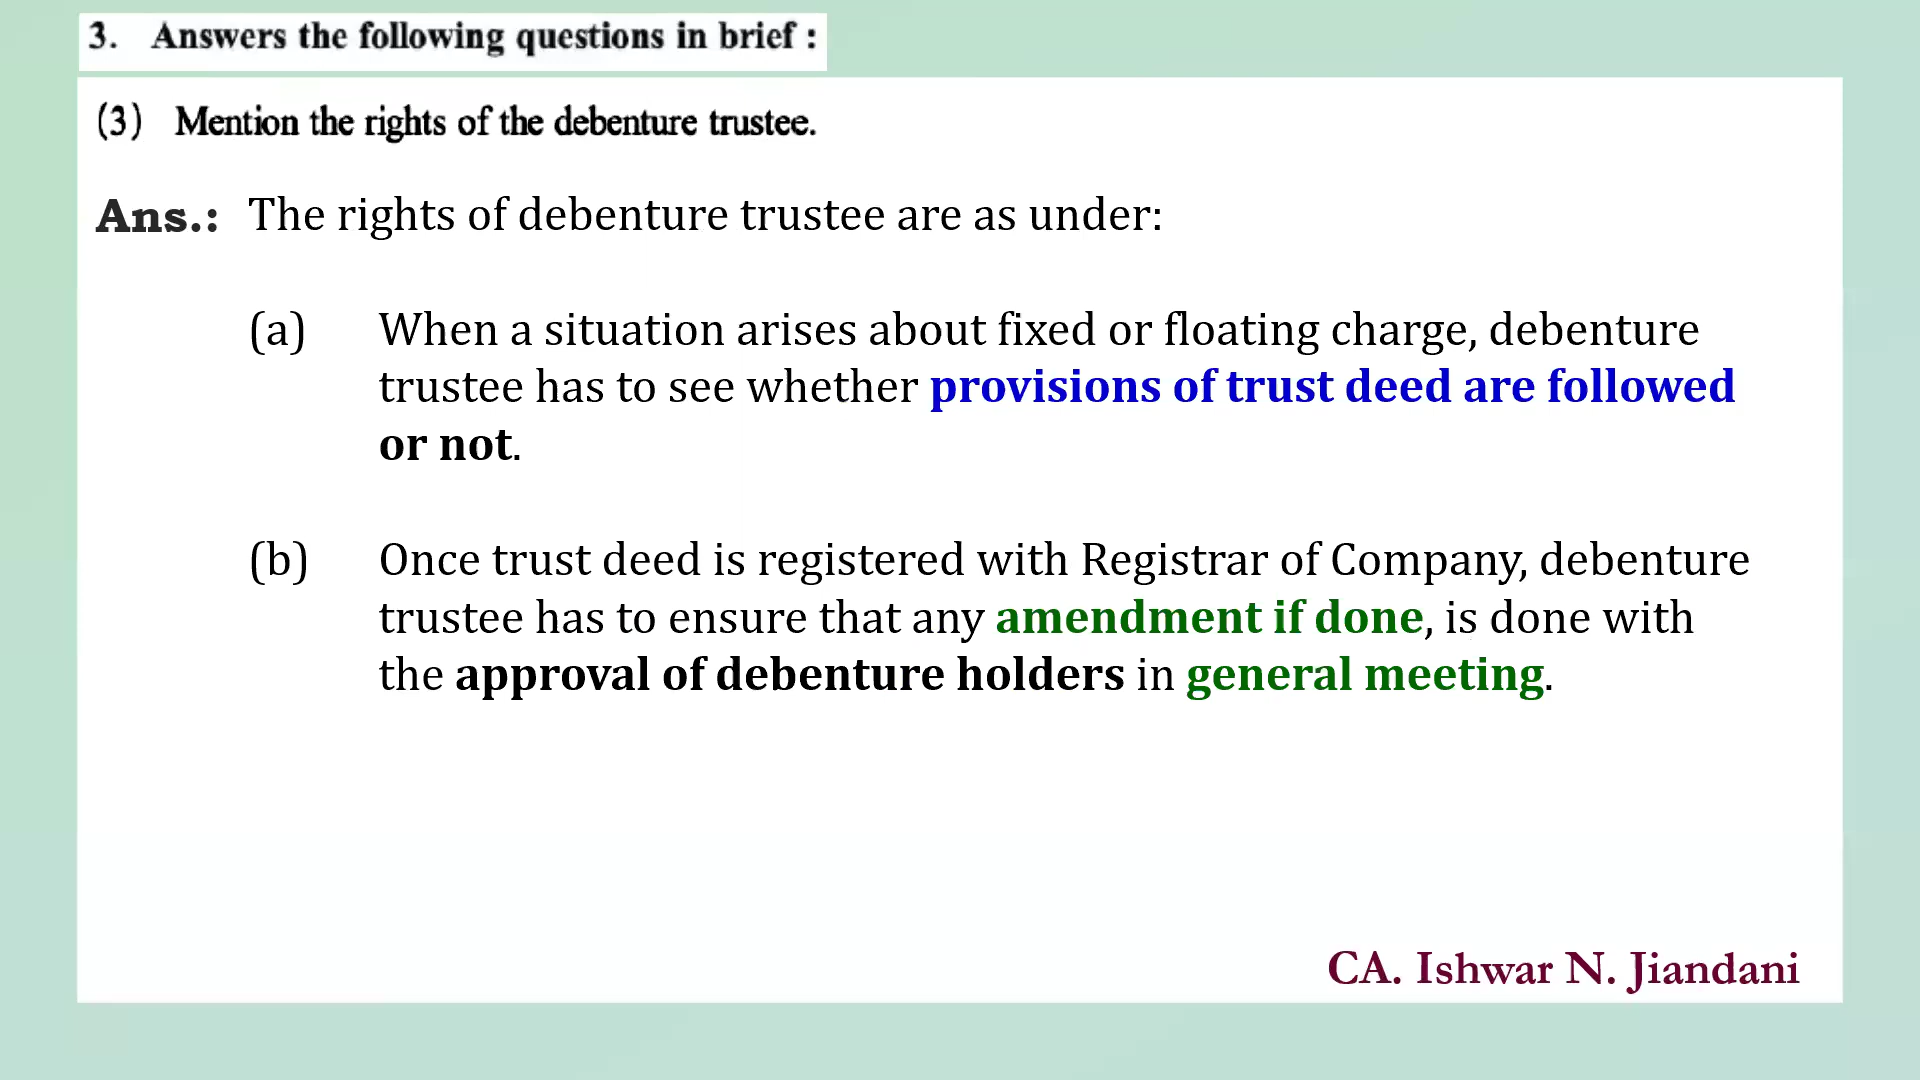 3. Answers the following questions in brief :
(3) Mention the rights of the debenture trustee.
Ans.: The rights of debenture trustee are as under:
(a) When a situation arises about fixed or floating charge, debenture
trustee has to see whether provisions of trust deed are followed
or not.
(b) Once trust deed is registered with Registrar of Company, debenture
trustee has to ensure that any amendment if done, is done with
the approval of debenture holders in general meeting.
CA. Ishwar N. Jiandani